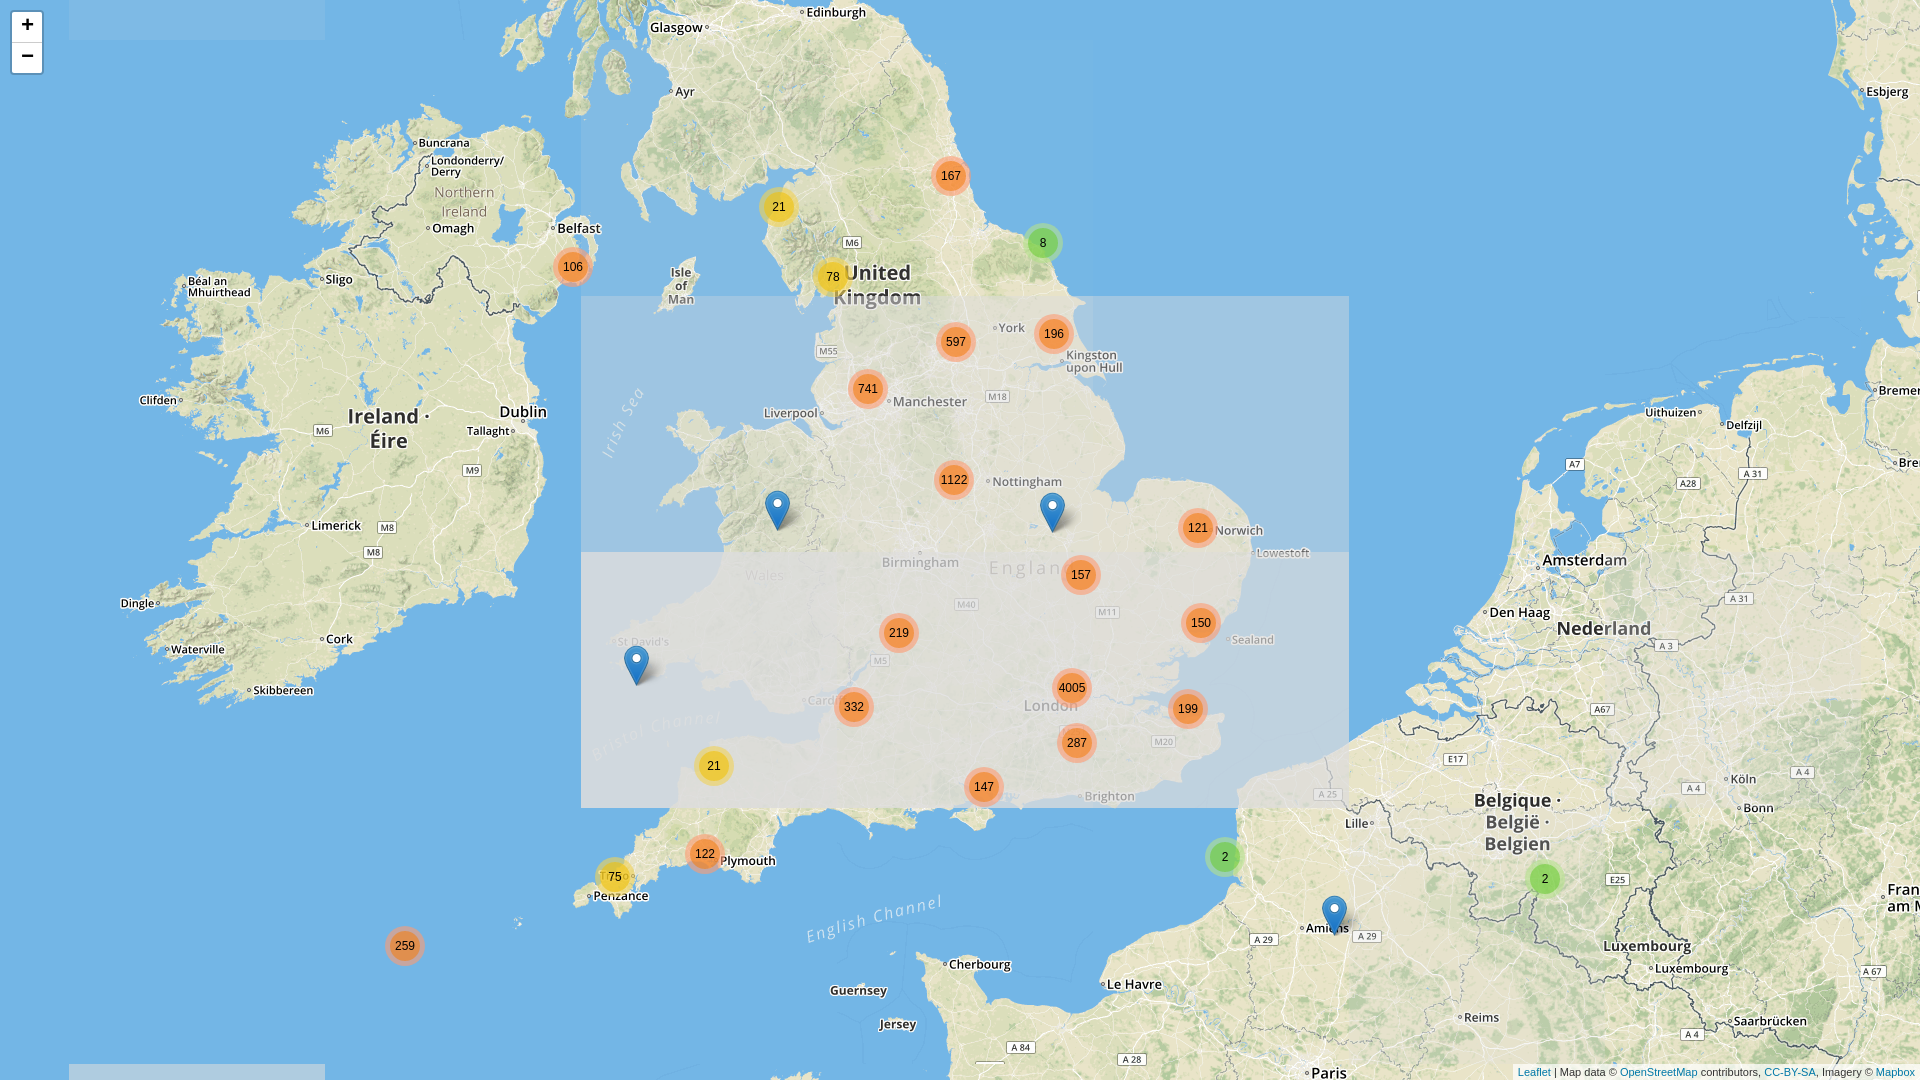 +
−
Edinburgh
Glasgow
Ayr
Esbjerg
Buncrana
Londonderry/
Derry
Northern
Ireland
Omagh
Belfast
167
21
106
M6
8
78
United
Kingdom
Isle
of
Man
Sligo
Béal an
Mhuirthead
York
196
597
M55
Kingston
upon Hull
741
Manchester
M18
Liverpool
Irish Sea
Clifden
Dublin
Ireland ·
Éire
M6
Tallaght
M9
Uithuizen
Delfzijl
A7
A 31
A28
1122
Nottingham
Limerick
M8
M8
121
Norwich
Lowestoft
Birmingham
Wales
157
Amsterdam
A 31
Den Haag
Nederland
A 3
Dingle
M40
M11
219
150
Sealand
Cork
Waterville
St David's
M5
Skibbereen
4005
London
199
332
A67
Bristol Channel
287
M20
E17
21
147
Brighton
A 25
Köln
A 4
A 4
Bonn
Belgique ·
België ·
Belgien
Lille
122
Plymouth
75
Penzance
2
2
E25
English Channel
259
Amiens
A 29
A 29
Luxembourg
Luxembourg
A 67
Cherbourg
Le Havre
Guernsey
Jersey
Reims
Saarbrücken
A 4
A 84
A 28
Paris
Leaflet | Map data © OpenStreetMap contributors, CC-BY-SA, Imagery © Mapbox